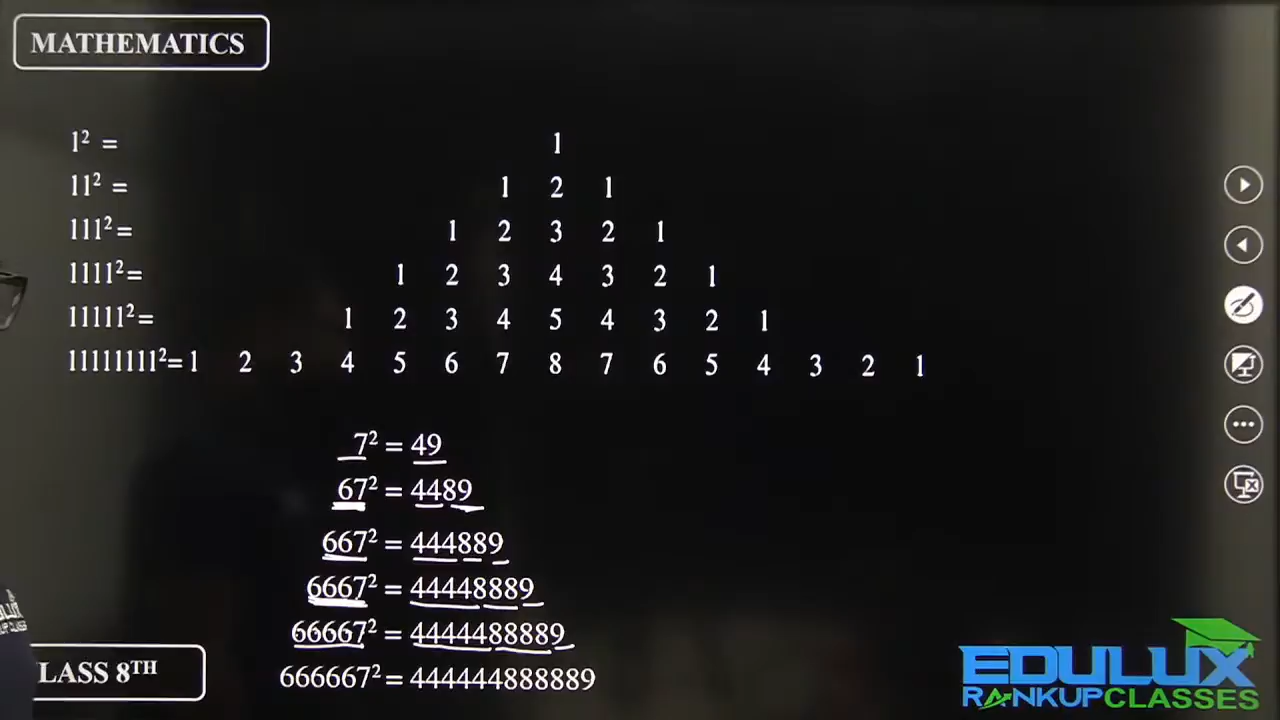 MATHEMATICS
1² = 1
11² = 1 2 1
111²= 1 2 3 2 1
1111²= 1 2 3 4 3 2 1
11111²= 1 2 3 4 5 4 3 2 1
11111111²= 1 2 3 4 5 6 7 8 7 6 5 4 3 2 1
7² = 49
67² = 4489
667² = 444889
6667² = 44448889
66667² = 4444488889
666667² = 444444888889
LASS 8TH
EDULUX
RANKUPCLASSES